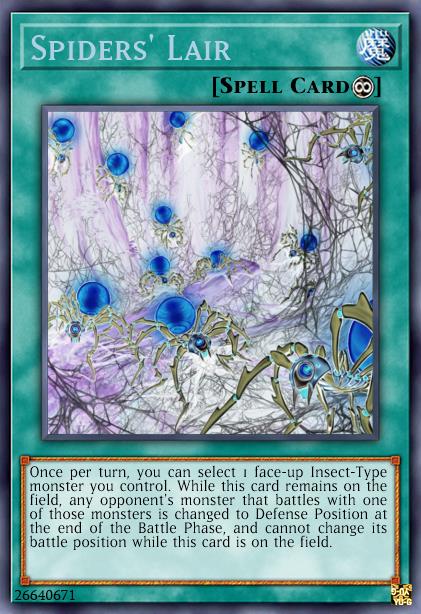 Spiders' Lair
魔
[Spell Card∞]
Once per turn, you can select 1 face-up Insect-Type
monster you control. While this card remains on the
field, any opponent's monster that battles with one
of those monsters is changed to Defense Position at
the end of the Battle Phase, and cannot change its
battle position while this card is on the field.
26640671